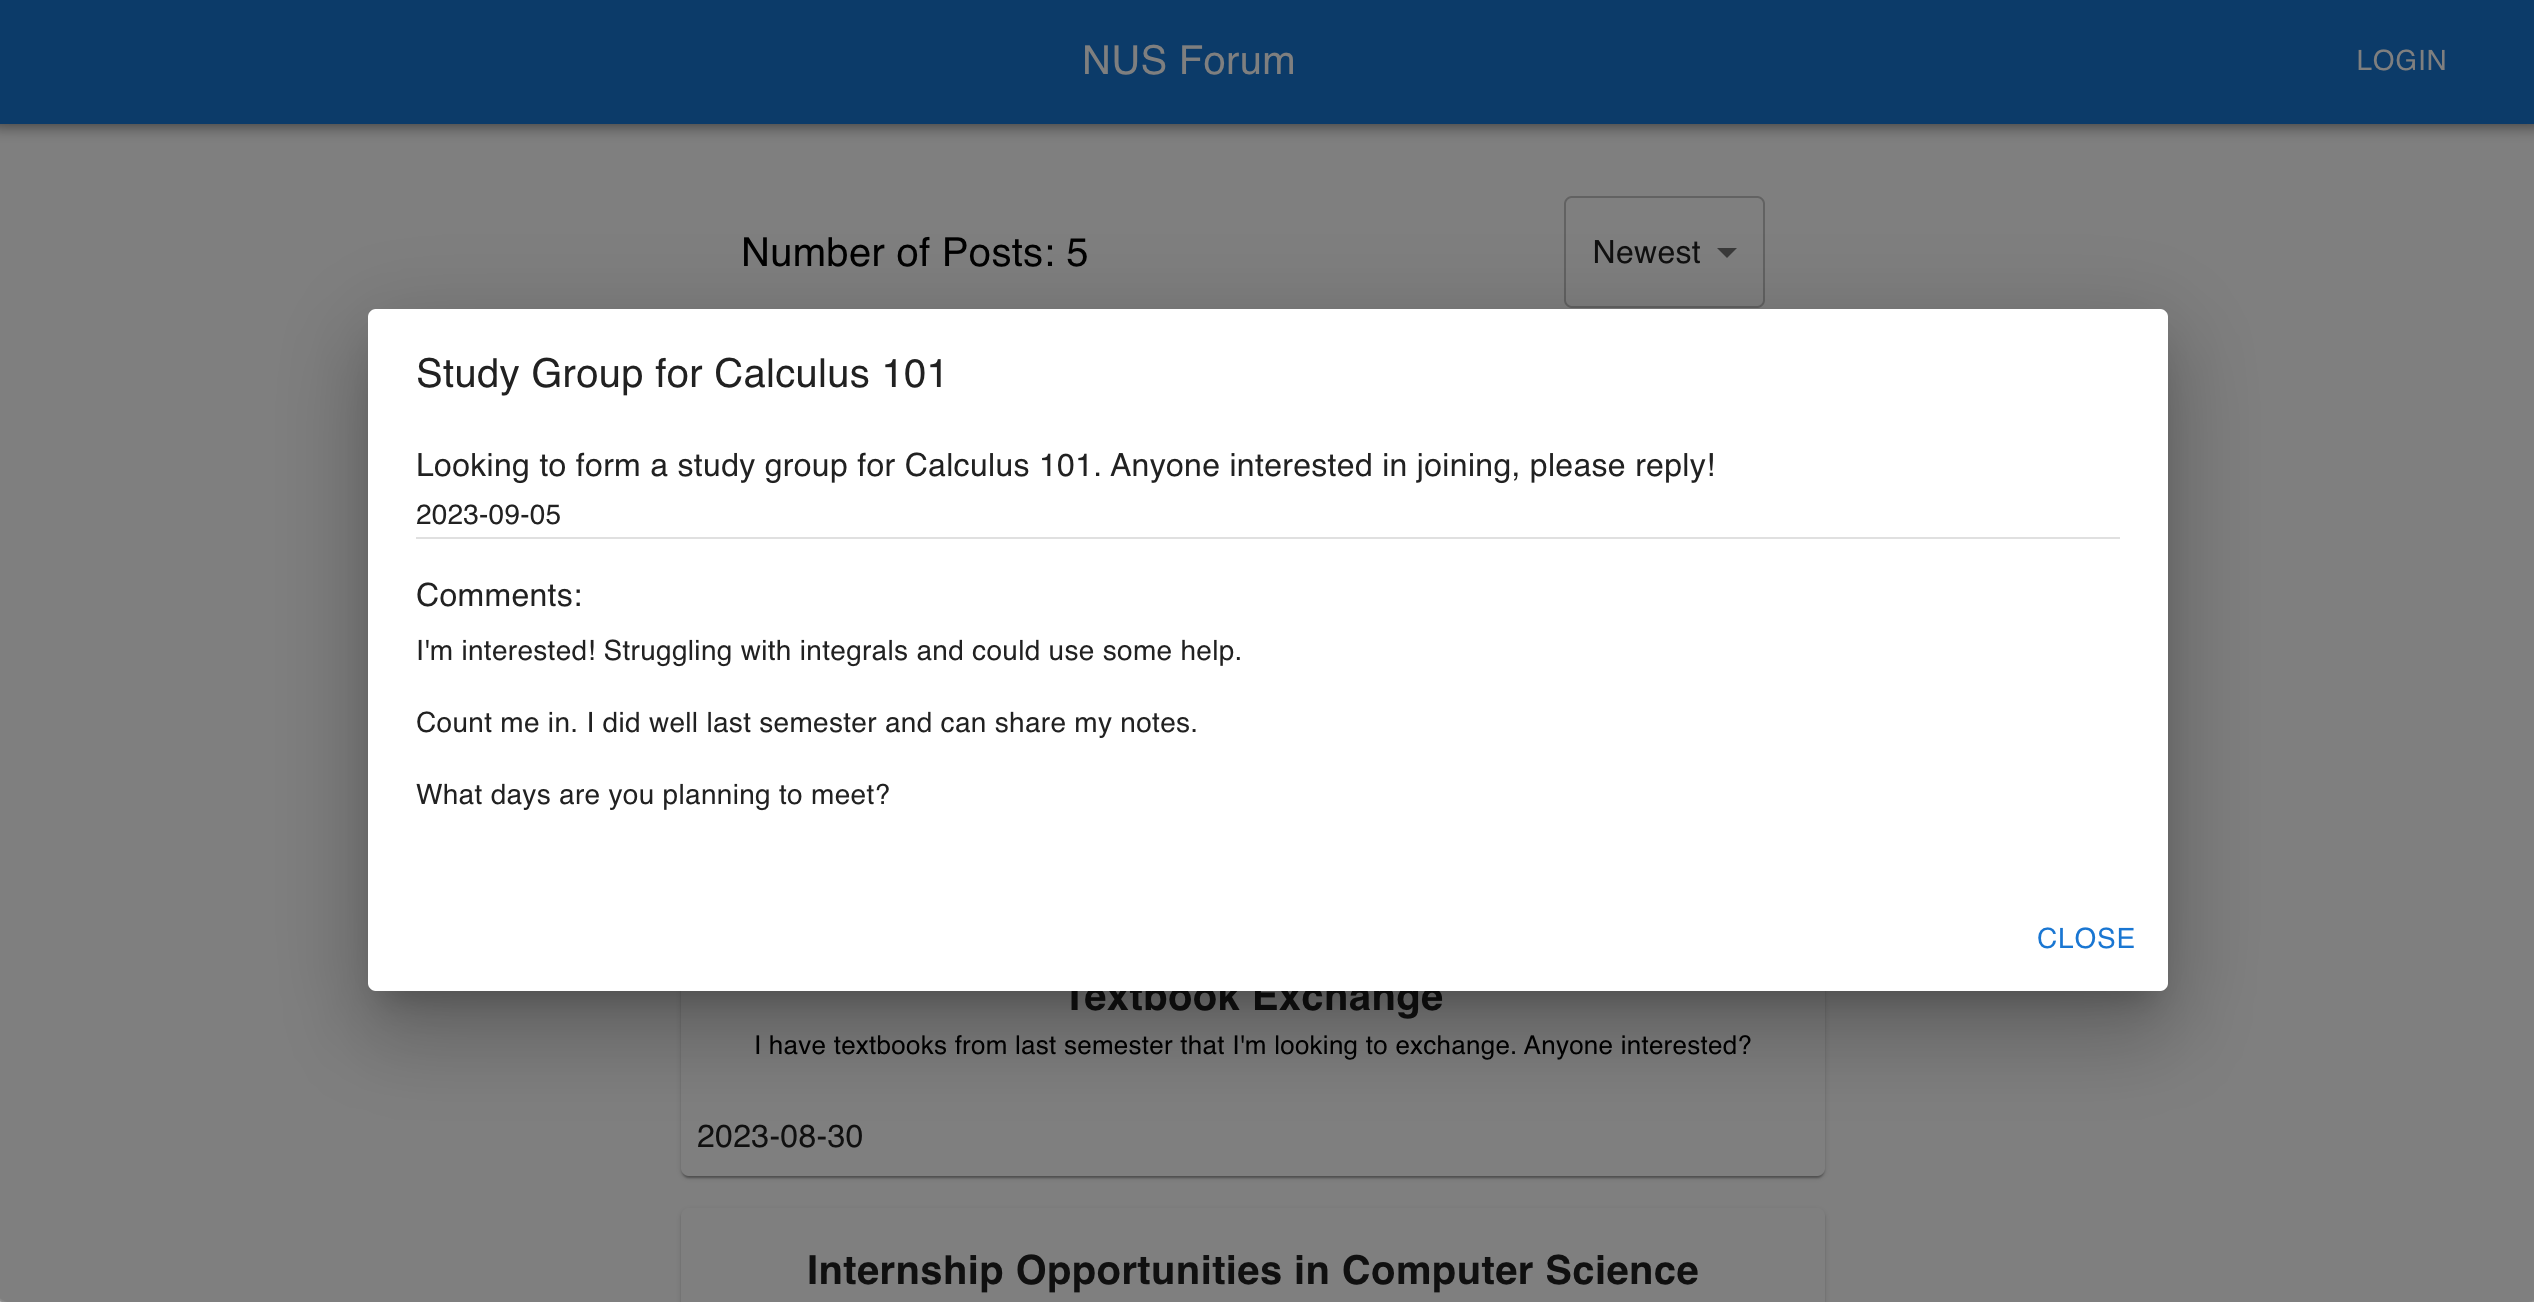 NUS Forum
LOGIN
Number of Posts: 5
Newest
Study Group for Calculus 101
Looking to form a study group for Calculus 101. Anyone interested in joining, please reply!
2023-09-05
Comments:
I'm interested! Struggling with integrals and could use some help.
Count me in. I did well last semester and can share my notes.
What days are you planning to meet?
CLOSE
Textbook Exchange
I have textbooks from last semester that I'm looking to exchange. Anyone interested?
2023-08-30
Internship Opportunities in Computer Science